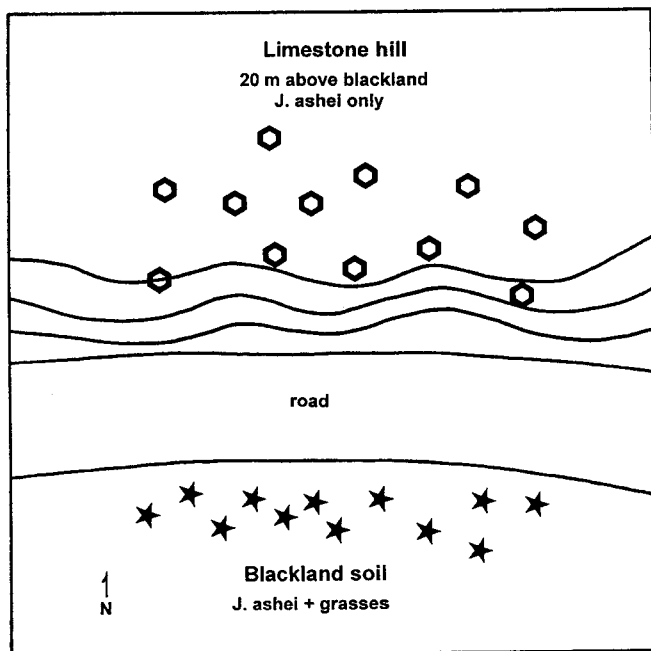 Limestone hill
20 m above blackland
J. ashei only
road
Blackland soil
J. ashei + grasses
N